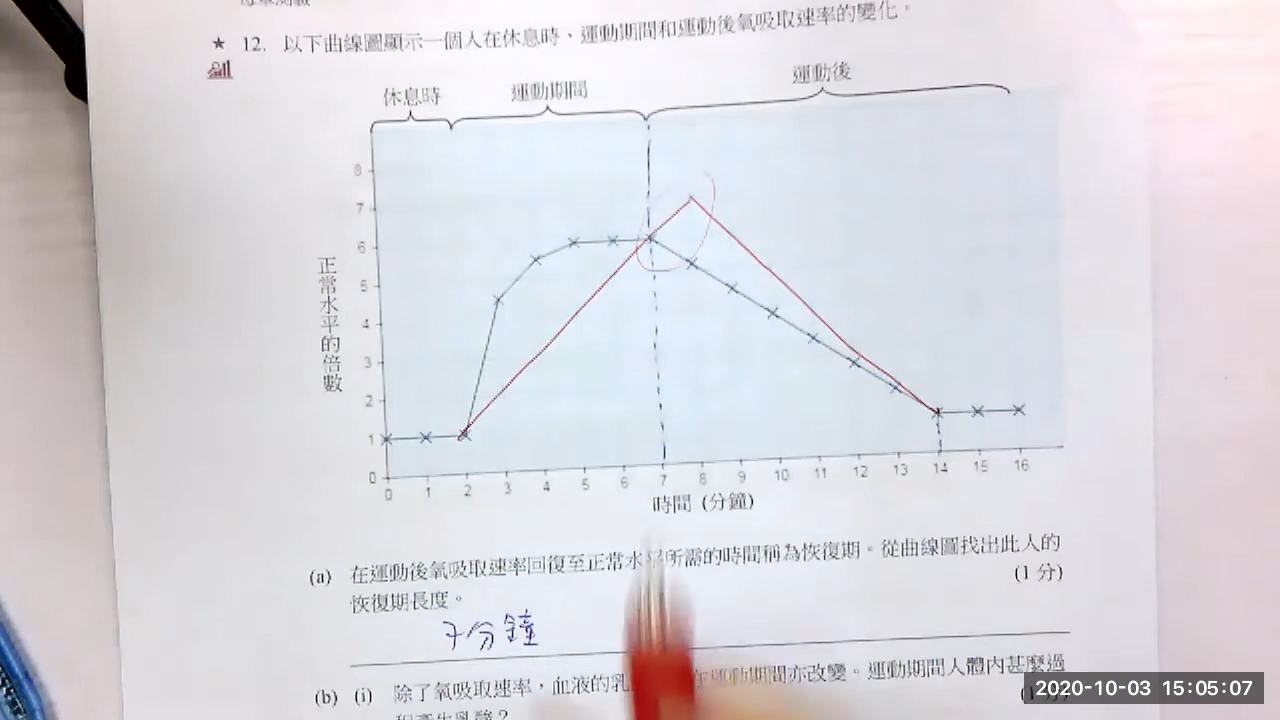 ★ 12. 以下曲線圖顯示一個人在休息時、運動期間和運動後氧吸取速率的變化。
休息時 運動期間 運動後
正常水平的倍數
8
7
6
5
4
3
2
1
0
0 1 2 3 4 5 6 7 8 9 10 11 12 13 14 15 16
時間 (分鐘)
(a) 在運動後氧吸取速率回復至正常水平所需的時間稱為恢復期。從曲線圖找出此人的
恢復期長度。 (1 分)
7分鐘
(b) (i) 除了氧吸取速率，血液的乳 在運動期間亦改變。運動期間人體內甚麼過
程產生乳酸？
2020-10-03 15:05:07